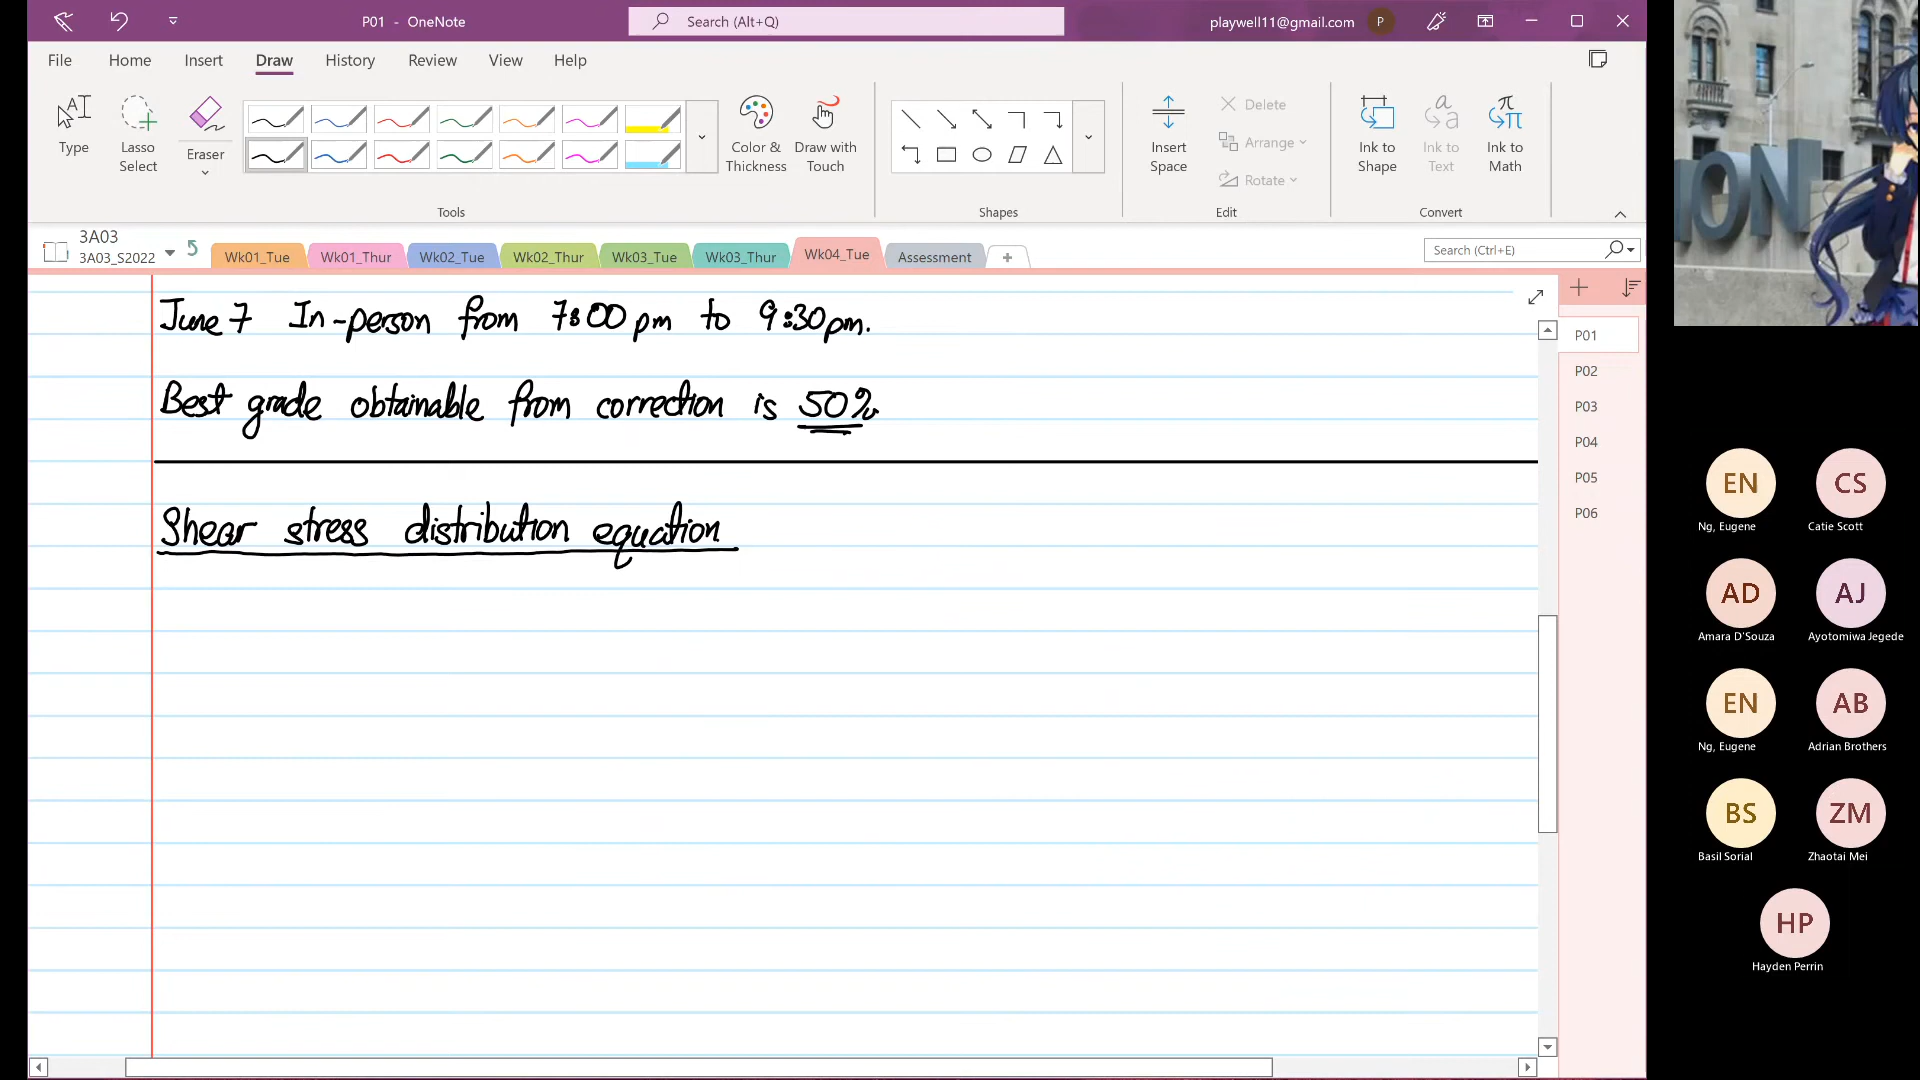 P01 - OneNote
Search (Alt+Q)
playwell11@gmail.com
P
File Home Insert Draw History Review View Help
Type
Lasso Select
Eraser
Color & Thickness
Draw with Touch
Insert Space
Delete
Arrange
Rotate
Ink to Shape
Ink to Text
Ink to Math
Tools
Shapes
Edit
Convert
3A03
3A03_S2022
Wk01_Tue Wk01_Thur Wk02_Tue Wk02_Thur Wk03_Tue Wk03_Thur Wk04_Tue Assessment
Search (Ctrl+E)
June 7 In-person from 7:00 pm to 9:30pm.
Best grade obtainable from correction is 50%
Shear stress distribution equation
P01
P02
P03
P04
P05
P06
ION
EN CS
Ng, Eugene Catie Scott
AD AJ
Amara D'Souza Ayotomiwa Jegede
EN AB
Ng, Eugene Adrian Brothers
BS ZM
Basil Sorial Zhaotai Mei
HP
Hayden Perrin